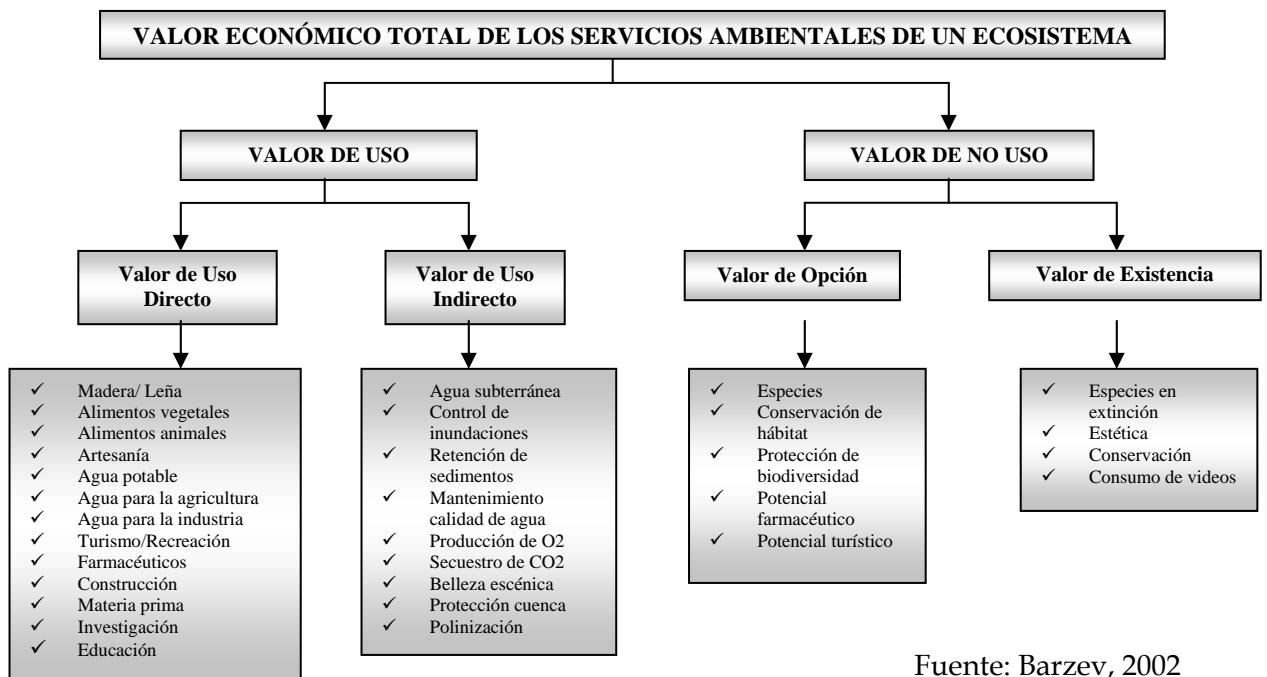 VALOR ECONÓMICO TOTAL DE LOS SERVICIOS AMBIENTALES DE UN ECOSISTEMA
VALOR DE USO
VALOR DE NO USO
Valor de Uso
Directo
Valor de Uso
Indirecto
Valor de Opción
Valor de Existencia
✓ Madera/ Leña
✓ Alimentos vegetales
✓ Alimentos animales
✓ Artesanía
✓ Agua potable
✓ Agua para la agricultura
✓ Agua para la industria
✓ Turismo/Recreación
✓ Farmacéuticos
✓ Construcción
✓ Materia prima
✓ Investigación
✓ Educación
✓ Agua subterránea
✓ Control de
inundaciones
✓ Retención de
sedimentos
✓ Mantenimiento
calidad de agua
✓ Producción de O2
✓ Secuestro de CO2
✓ Belleza escénica
✓ Protección cuenca
✓ Polinización
✓ Especies
✓ Conservación de
hábitat
✓ Protección de
biodiversidad
✓ Potencial
farmacéutico
✓ Potencial turístico
✓ Especies en
extinción
✓ Estética
✓ Conservación
✓ Consumo de videos
Fuente: Barzev, 2002